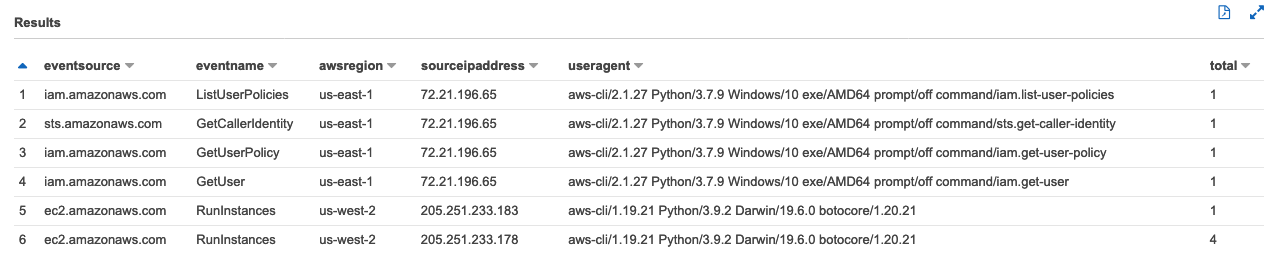 Results
eventsource eventname awsregion sourceipaddress useragent total
1 iam.amazonaws.com ListUserPolicies us-east-1 72.21.196.65 aws-cli/2.1.27 Python/3.7.9 Windows/10 exe/AMD64 prompt/off command/iam.list-user-policies 1
2 sts.amazonaws.com GetCallerIdentity us-east-1 72.21.196.65 aws-cli/2.1.27 Python/3.7.9 Windows/10 exe/AMD64 prompt/off command/sts.get-caller-identity 1
3 iam.amazonaws.com GetUserPolicy us-east-1 72.21.196.65 aws-cli/2.1.27 Python/3.7.9 Windows/10 exe/AMD64 prompt/off command/iam.get-user-policy 1
4 iam.amazonaws.com GetUser us-east-1 72.21.196.65 aws-cli/2.1.27 Python/3.7.9 Windows/10 exe/AMD64 prompt/off command/iam.get-user 1
5 ec2.amazonaws.com RunInstances us-west-2 205.251.233.183 aws-cli/1.19.21 Python/3.9.2 Darwin/19.6.0 botocore/1.20.21 1
6 ec2.amazonaws.com RunInstances us-west-2 205.251.233.178 aws-cli/1.19.21 Python/3.9.2 Darwin/19.6.0 botocore/1.20.21 4